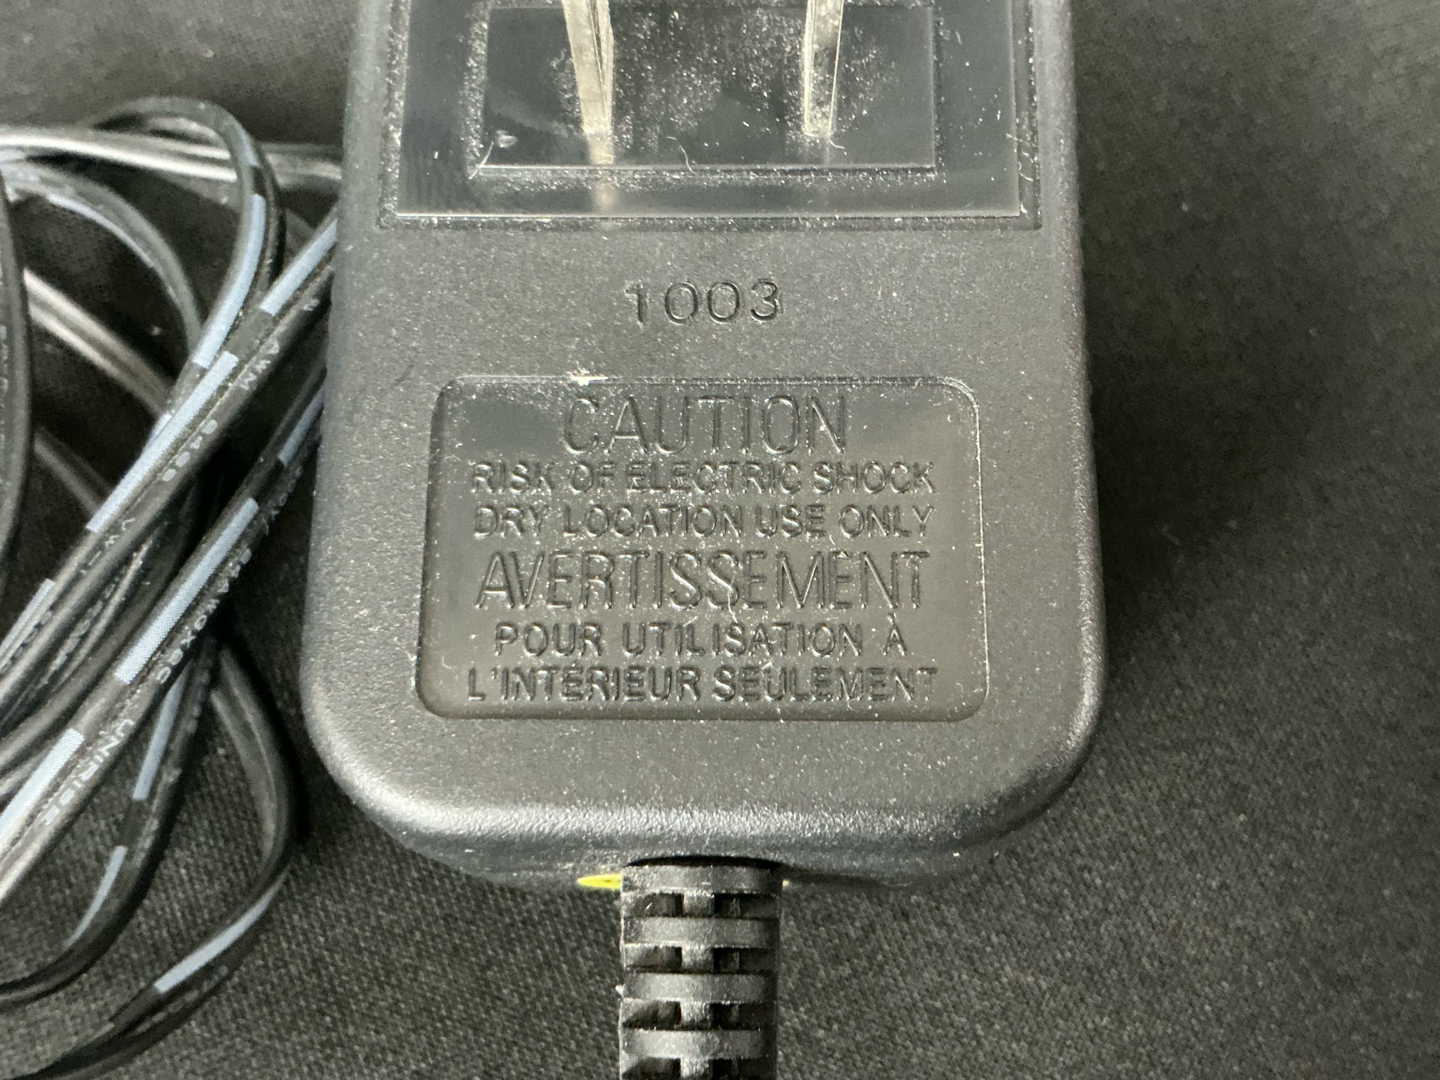 1003
CAUTION
RISK OF ELECTRIC SHOCK
DRY LOCATION USE ONLY
AVERTISSEMENT
POUR UTILISATION À
L'INTÉRIEUR SEULEMENT